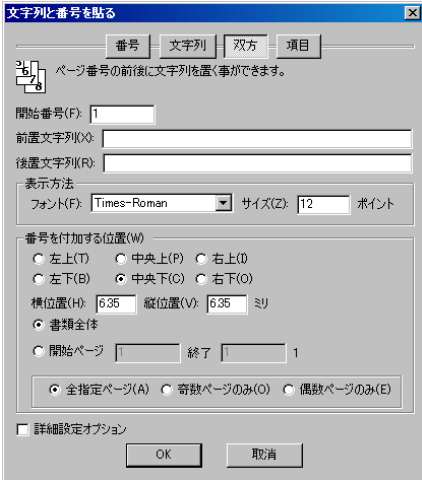 文字列と番号を貼る
番号 文字列 双方 項目
5 6 7 8
ページ番号の前後に文字列を置く事ができます。
開始番号(F): 1
前置文字列(X):
後置文字列(R):
表示方法
フォント(F): Times-Roman サイズ(Z): 12 ポイント
番号を付加する位置(W)
左上(T) 中央上(P) 右上(I)
左下(B) 中央下(C) 右下(O)
横位置(H): 6.35 縦位置(V): 6.35 ミリ
書類全体
開始ページ 1 終了 1 1
全指定ページ(A) 奇数ページのみ(O) 偶数ページのみ(E)
詳細設定オプション
OK 取消